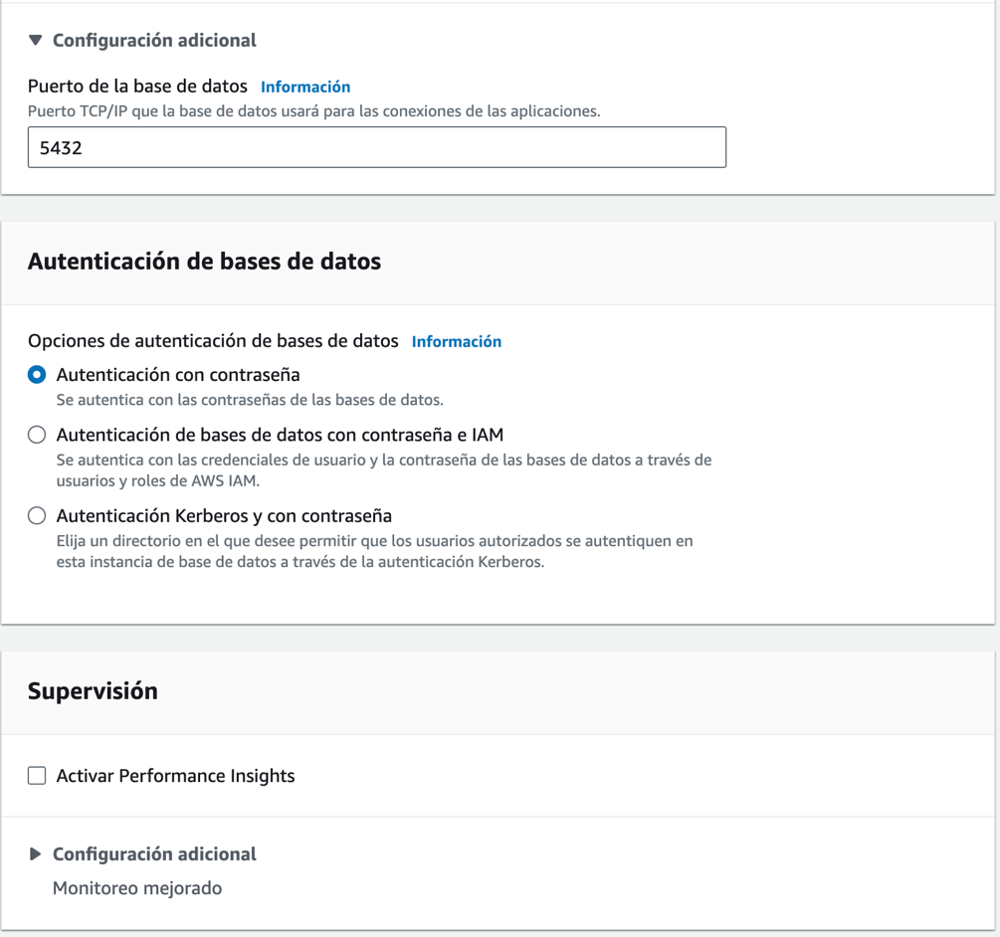 Configuración adicional
Puerto de la base de datos Información
Puerto TCP/IP que la base de datos usará para las conexiones de las aplicaciones.
5432
Autenticación de bases de datos
Opciones de autenticación de bases de datos Información
Autenticación con contraseña
Se autentica con las contraseñas de las bases de datos.
Autenticación de bases de datos con contraseña e IAM
Se autentica con las credenciales de usuario y la contraseña de las bases de datos a través de
usuarios y roles de AWS IAM.
Autenticación Kerberos y con contraseña
Elija un directorio en el que desee permitir que los usuarios autorizados se autentiquen en
esta instancia de base de datos a través de la autenticación Kerberos.
Supervisión
Activar Performance Insights
Configuración adicional
Monitoreo mejorado